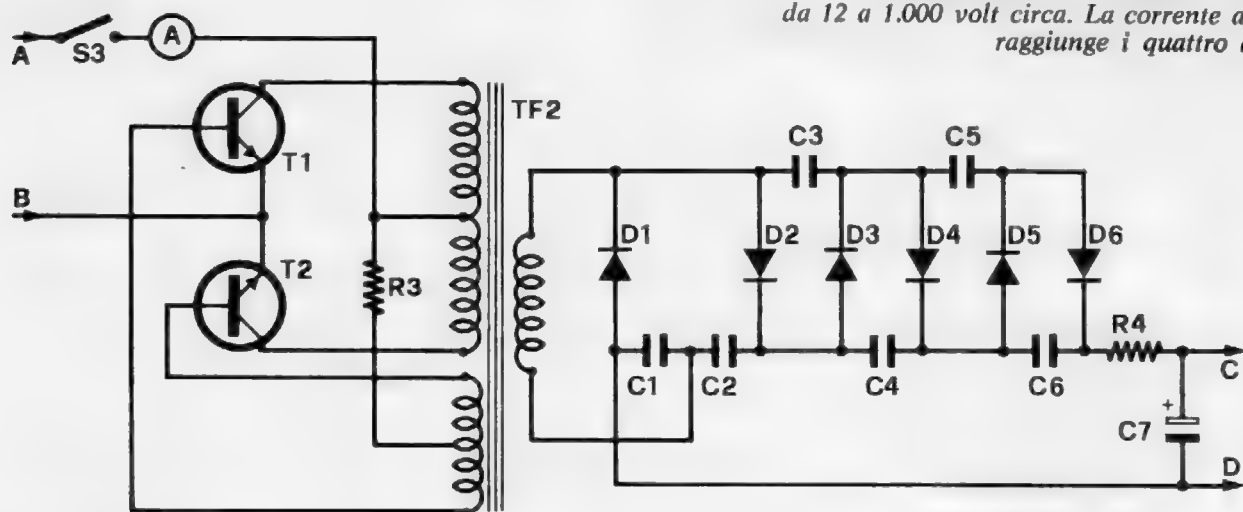 da 12 a 1.000 volt circa. La corrente a
raggiunge i quattro
A
S3
A
T1
TF2
B
T2
R3
C3
C5
D1
D2
D3
D4
D5
D6
R4
C1
C2
C4
C6
C
+
C7
D